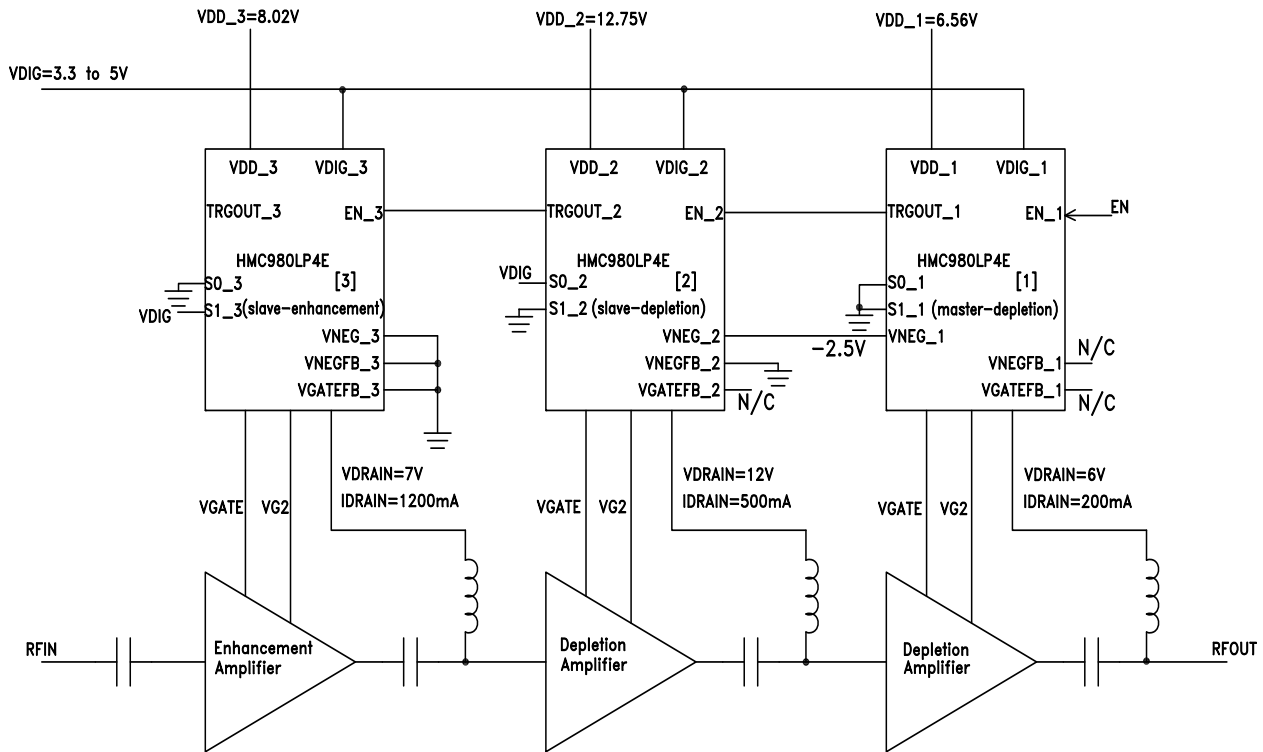 VDD_3=8.02V
VDD_2=12.75V
VDD_1=6.56V
VDIG=3.3 to 5V
VDD_3
VDIG_3
VDD_2
VDIG_2
VDD_1
VDIG_1
TRGOUT_3
EN_3
TRGOUT_2
EN_2
TRGOUT_1
EN_1
EN
HMC980LP4E
HMC980LP4E
HMC980LP4E
S0_3
[3]
VDIG
S0_2
[2]
S0_1
[1]
VDIG
S1_3(slave-enhancement)
S1_2 (slave-depletion)
S1_1 (master-depletion)
VNEG_3
VNEG_2
-2.5V
VNEG_1
VNEGFB_3
VNEGFB_2
VNEGFB_1
N/C
VGATEFB_3
VGATEFB_2
N/C
VGATEFB_1
N/C
VDRAIN=7V
IDRAIN=1200mA
VDRAIN=12V
IDRAIN=500mA
VDRAIN=6V
IDRAIN=200mA
VGATE
VG2
VGATE
VG2
VGATE
VG2
RFIN
Enhancement
Amplifier
Depletion
Amplifier
Depletion
Amplifier
RFOUT